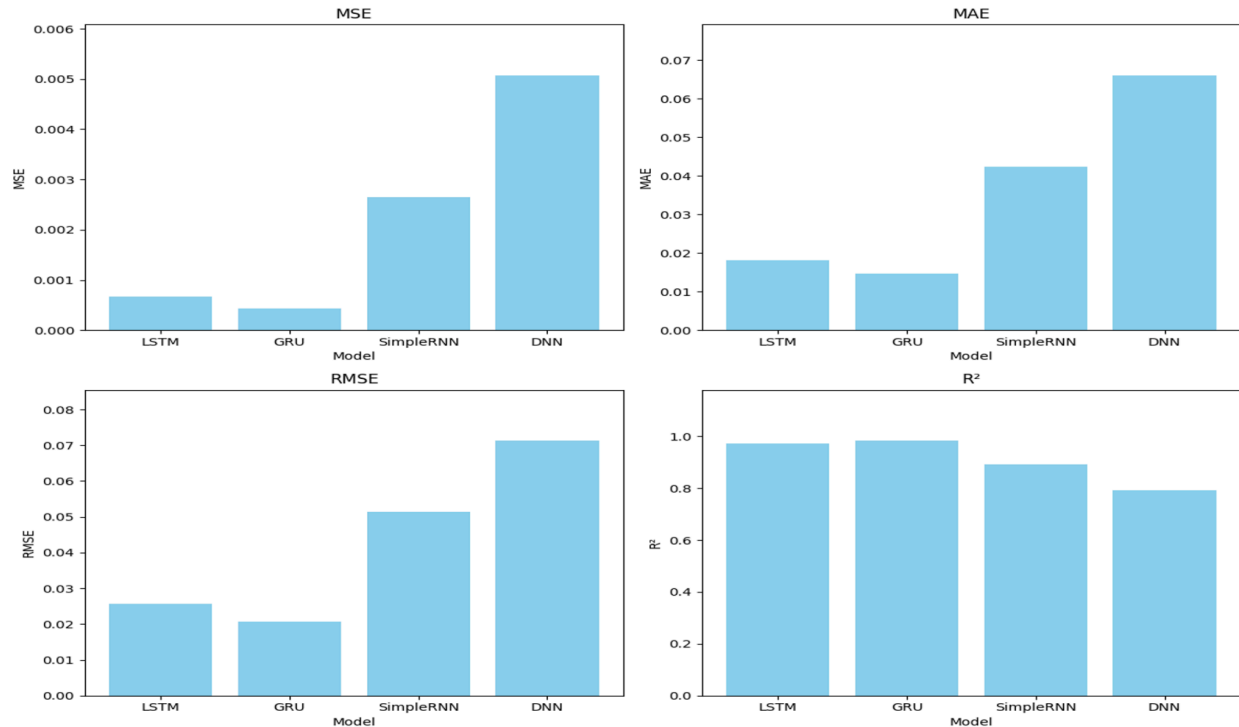 MSE
0.006
0.005
0.004
0.003
0.002
0.001
0.000
MSE
LSTM GRU SimpleRNN DNN
Model
MAE
0.07
0.06
0.05
0.04
0.03
0.02
0.01
0.00
MAE
LSTM GRU SimpleRNN DNN
Model
RMSE
0.08
0.07
0.06
0.05
0.04
0.03
0.02
0.01
0.00
RMSE
LSTM GRU SimpleRNN DNN
Model
R²
1.0
0.8
0.6
0.4
0.2
0.0
R²
LSTM GRU SimpleRNN DNN
Model